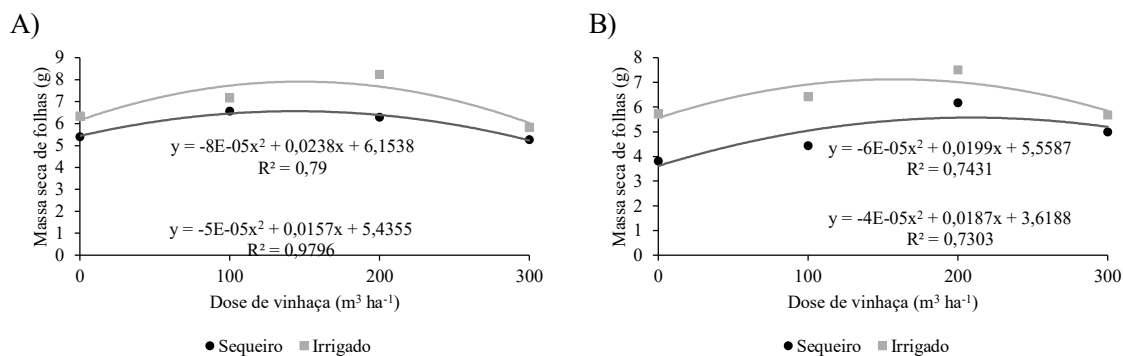 A)
Massa seca de folhas (g)
9
8
7
6
5
4
3
2
1
0
y = -8E-05x² + 0,0238x + 6,1538
R² = 0,79
y = -5E-05x² + 0,0157x + 5,4355
R² = 0,9796
0 100 200 300
Dose de vinhaça (m³ ha⁻¹)
Sequeiro Irrigado
B)
Massa seca de folhas (g)
8
7
6
5
4
3
2
1
0
y = -6E-05x² + 0,0199x + 5,5587
R² = 0,7431
y = -4E-05x² + 0,0187x + 3,6188
R² = 0,7303
0 100 200 300
Dose de vinhaça (m³ ha⁻¹)
Sequeiro Irrigado